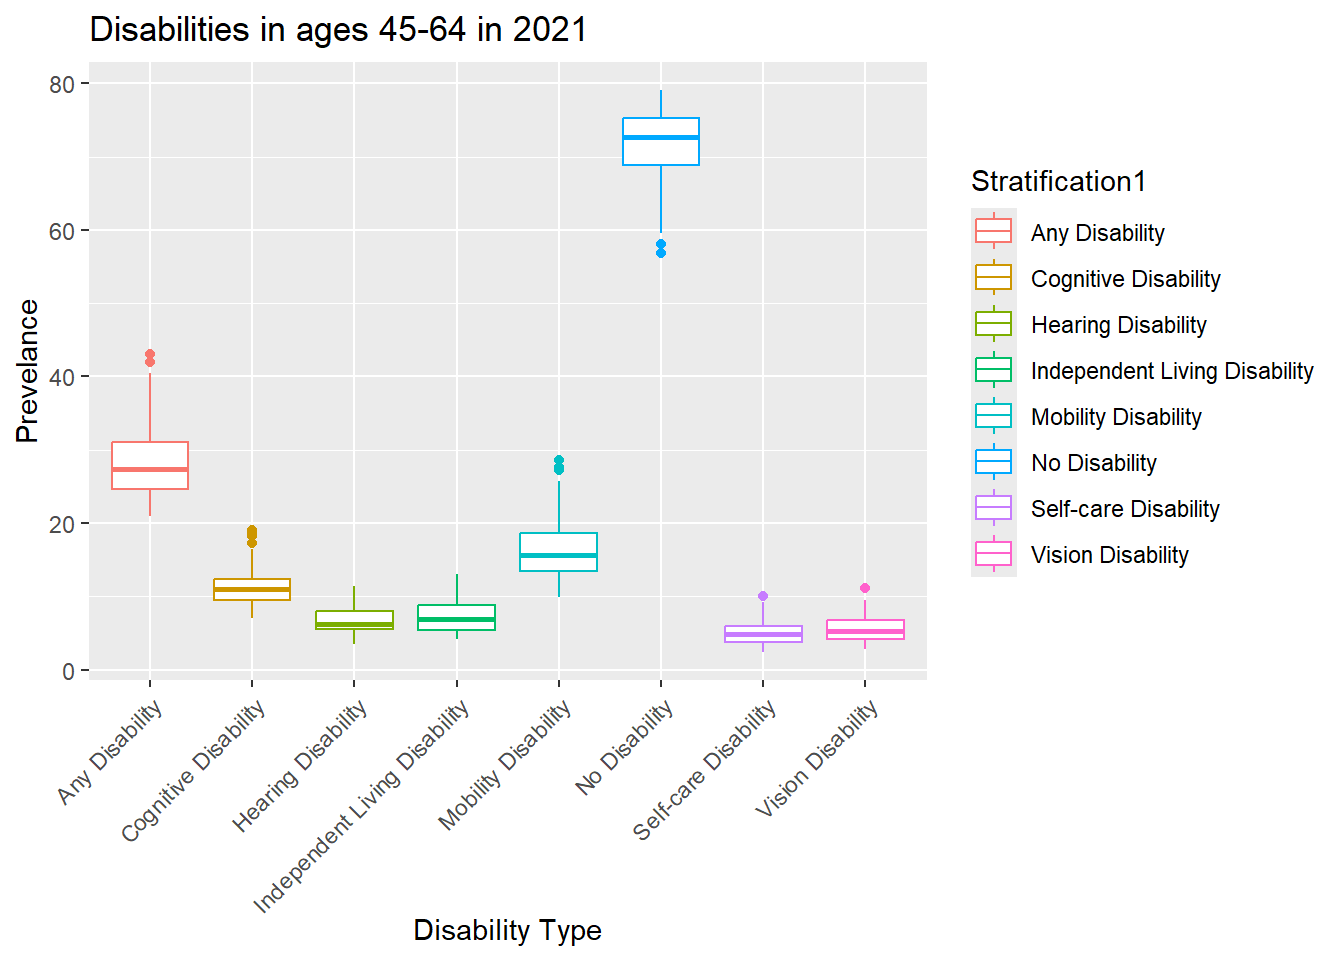 Disabilities in ages 45-64 in 2021
80
60
40
20
0
Prevelance
Any Disability
Cognitive Disability
Hearing Disability
Independent Living Disability
Mobility Disability
No Disability
Self-care Disability
Vision Disability
Disability Type
Stratification1
Any Disability
Cognitive Disability
Hearing Disability
Independent Living Disability
Mobility Disability
No Disability
Self-care Disability
Vision Disability